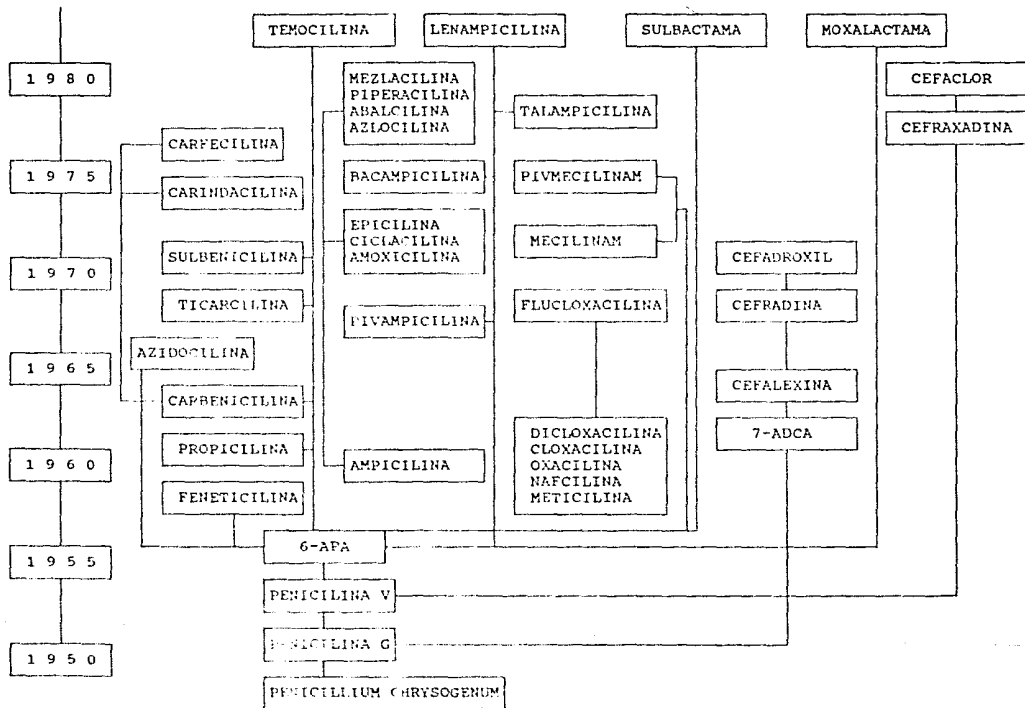 TEMOCILINA
LENAMPICILINA
SULBACTAMA
MOXALACTAMA
1980
MEZLACILINA
PIPERACILINA
ABALCILINA
AZLOCILINA
TALAMPICILINA
CEFACLOR
CEFRAXADINA
CARFECILINA
1975
CARINDACILINA
BACAMPICILINA
PIVMECILINAM
EPICILINA
CICLACILINA
AMOXICILINA
MECILINAM
SULBENICILINA
CEFADROXIL
1970
TICARCILINA
PIVAMPICILINA
FLUCLOXACILINA
CEFRADINA
AZIDOCILINA
1965
CARBENICILINA
CEFALEXINA
7-ADCA
DICLOXACILINA
CLOXACILINA
OXACILINA
NAFCILINA
METICILINA
PROPICILINA
1960
AMPICILINA
FENETICILINA
6-APA
1955
PENICILINA V
PENICILINA G
1950
PENICILLIUM CHRYSOGENUM